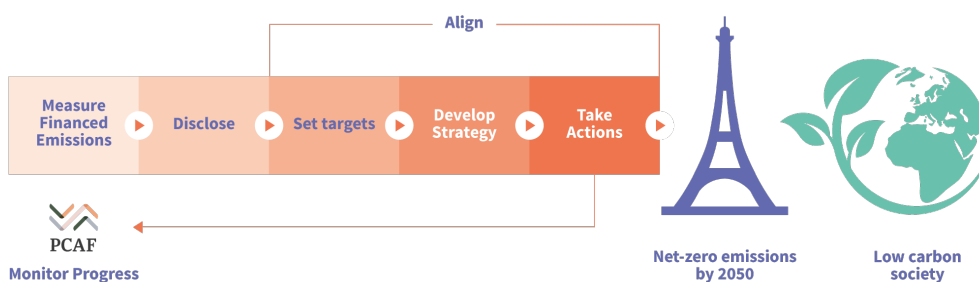 Align
Measure
Financed
Emissions
Disclose
Set targets
Develop
Strategy
Take
Actions
PCAF
Monitor Progress
Net-zero emissions
by 2050
Low carbon
society